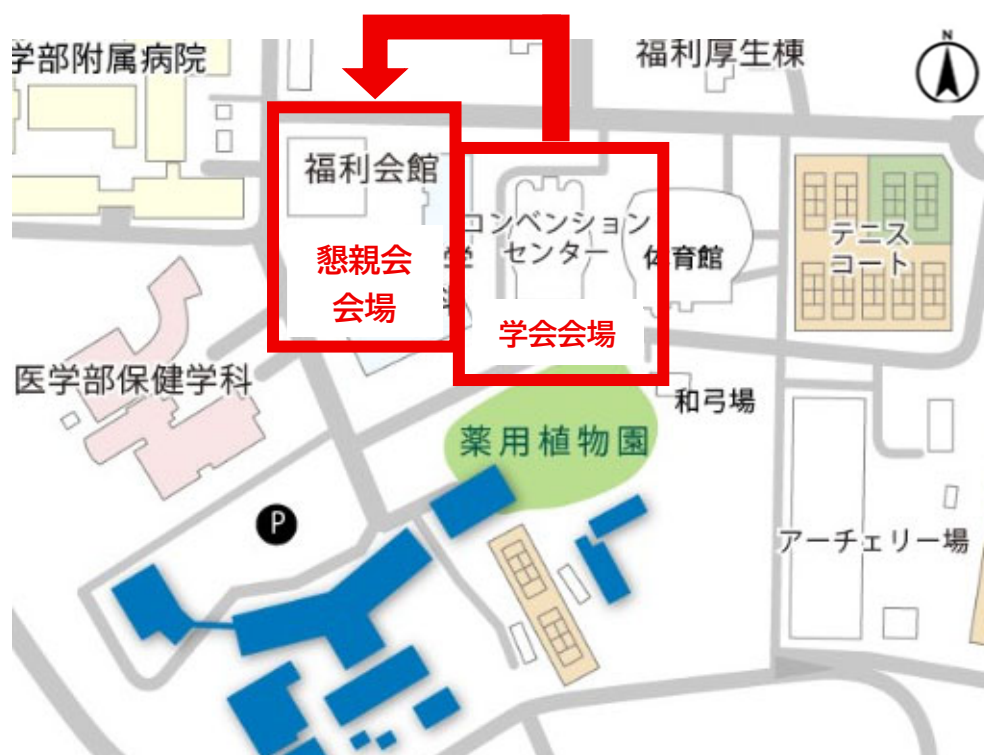 N
学部附属病院
福利厚生棟
福利会館
コンベンション
センター
体育館
テニス
コート
懇親会
会場
学
学会会場
医学部保健学科
和弓場
薬用植物園
P
アーチェリー場